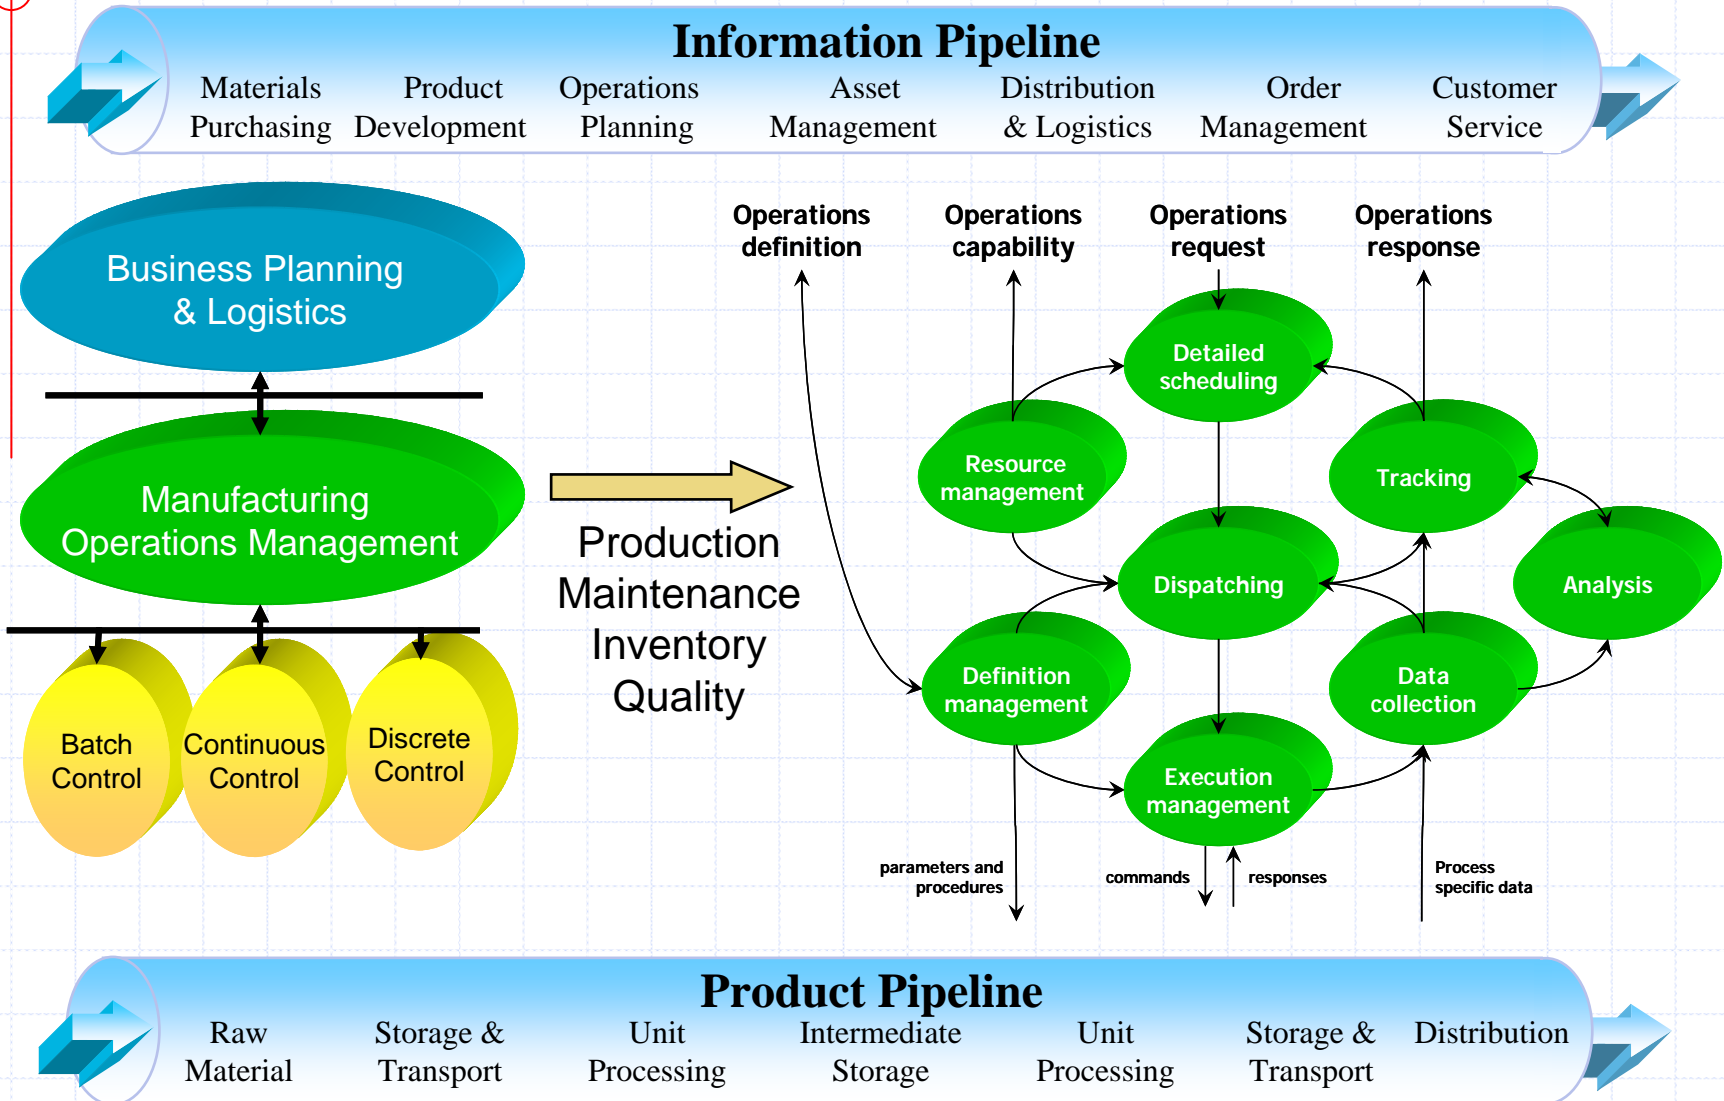 Information Pipeline
Materials
Purchasing
Product
Development
Operations
Planning
Asset
Management
Distribution
& Logistics
Order
Management
Customer
Service
Business Planning
& Logistics
Manufacturing
Operations Management
Batch
Control
Continuous
Control
Discrete
Control
Production
Maintenance
Inventory
Quality
Operations
definition
Operations
capability
Operations
request
Operations
response
Detailed
scheduling
Resource
management
Tracking
Dispatching
Analysis
Definition
management
Data
collection
Execution
management
parameters and
procedures
commands
responses
Process
specific data
Product Pipeline
Raw
Material
Storage &
Transport
Unit
Processing
Intermediate
Storage
Unit
Processing
Storage &
Transport
Distribution